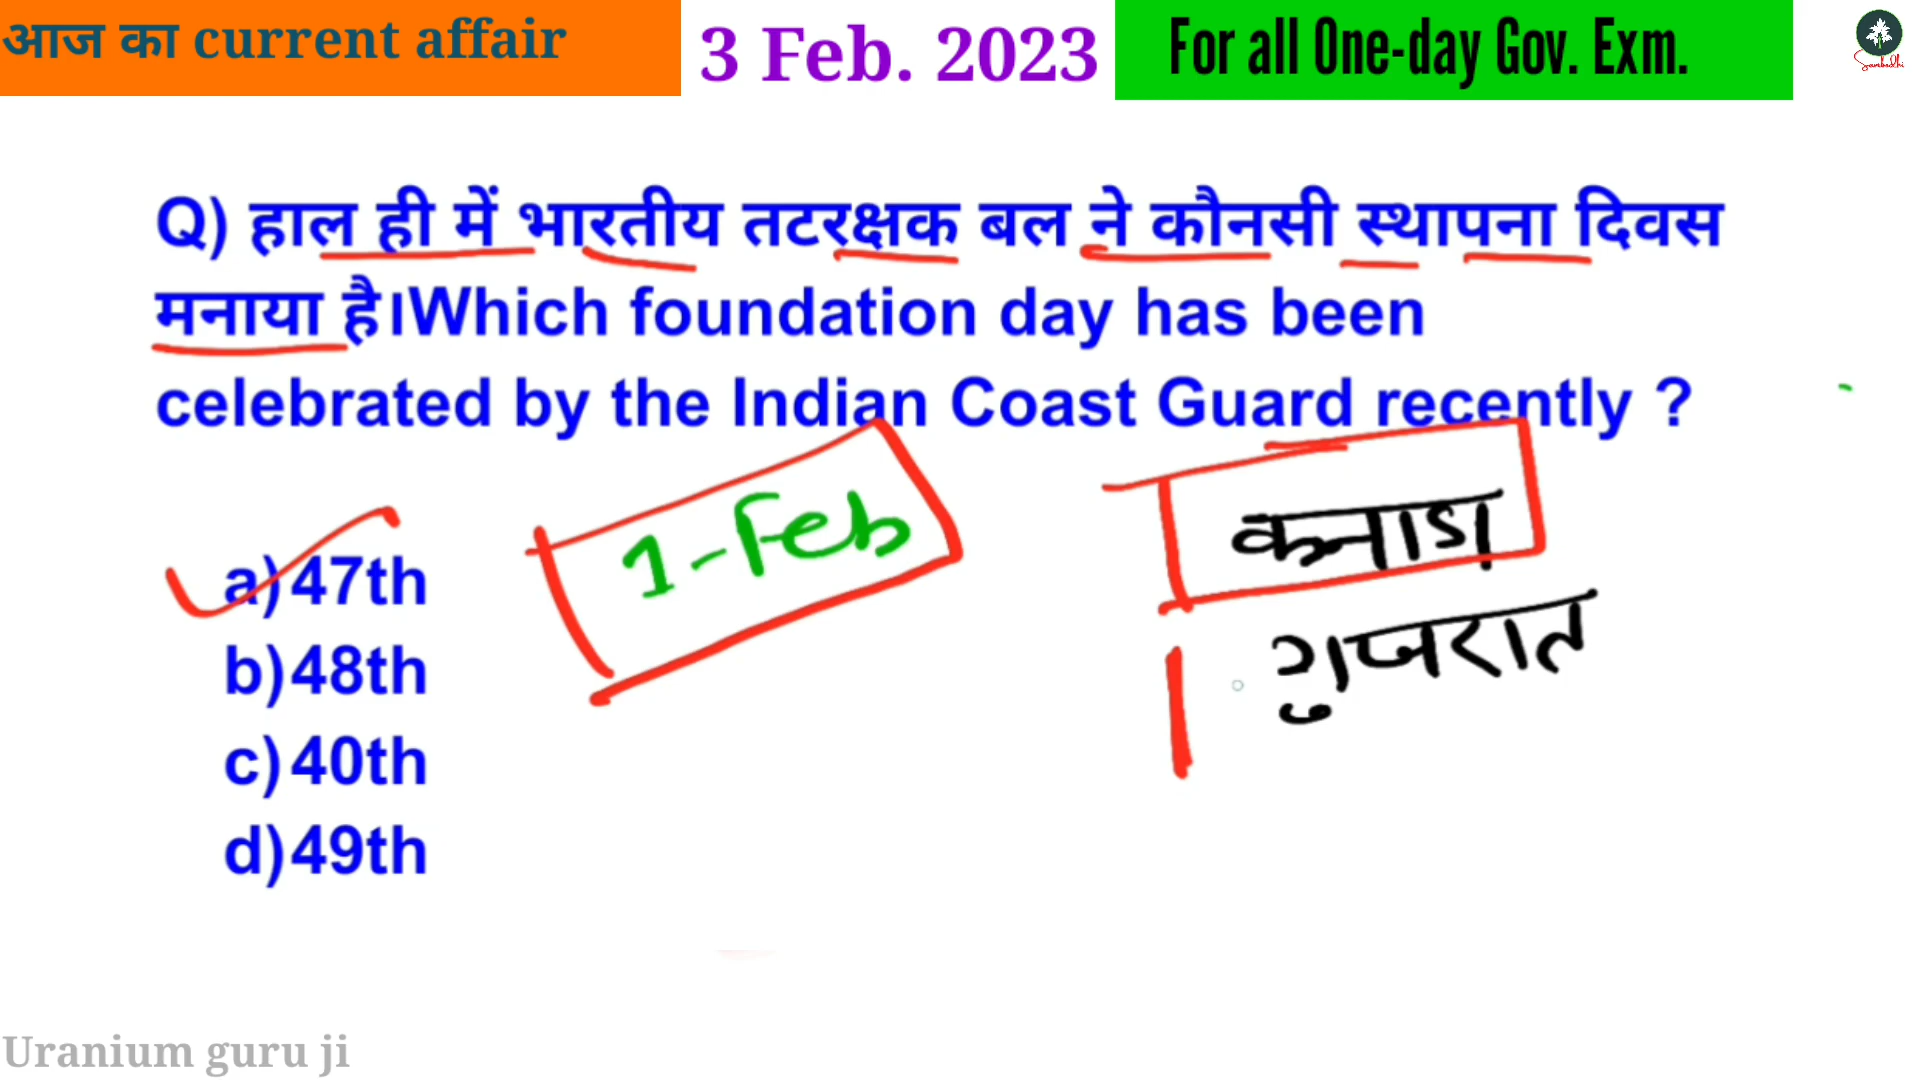 आज का current affair
3 Feb. 2023
For all One-day Gov. Exm.
Sambodhi
Q) हाल ही में भारतीय तटरक्षक बल ने कौनसी स्थापना दिवस
मनाया है।Which foundation day has been
celebrated by the Indian Coast Guard recently ?
1-Feb
कनाडा
गुजरात
a)47th
b)48th
c)40th
d)49th
Uranium guru ji